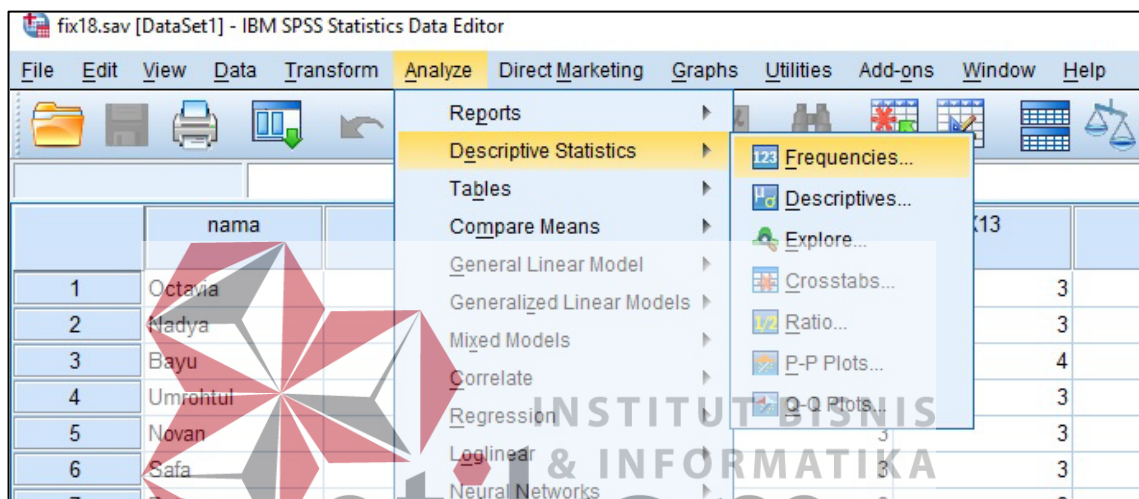 fix18.sav [DataSet1] - IBM SPSS Statistics Data Editor
File Edit View Data Transform Analyze Direct Marketing Graphs Utilities Add-ons Window Help
Reports
Descriptive Statistics
Tables
Compare Means
General Linear Model
Generalized Linear Models
Mixed Models
Correlate
Regression
Loglinear
Neural Networks
123 Frequencies...
Descriptives...
Explore...
Crosstabs...
1/2 Ratio...
P-P Plots...
Q-Q Plots...
nama
X13
1 Octavia 3
2 Nadya 3
3 Bayu 4
4 Umrohtul 3
5 Novan 3 3
6 Safa 3 3
INSTITUT BISNIS
& INFORMATIKA